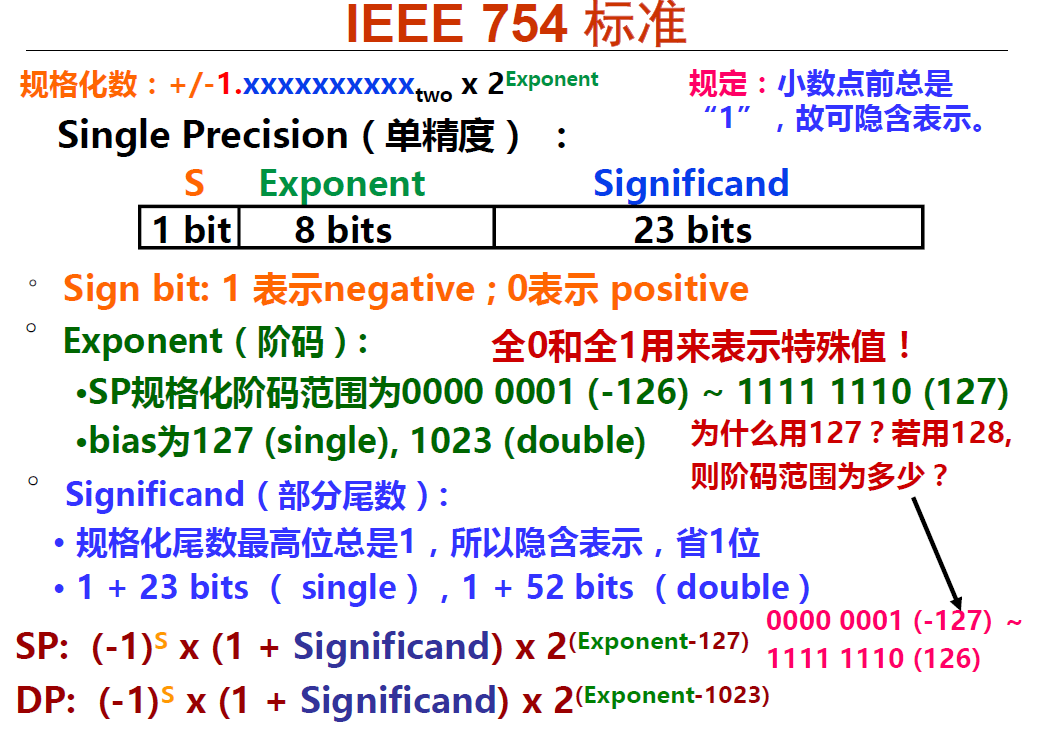 IEEE 754 标准
规格化数：+/-1.xxxxxxxxxxtwo x 2Exponent
规定：小数点前总是
“1” ，故可隐含表示。
Single Precision（单精度） ：
S Exponent Significand
1 bit 8 bits 23 bits
° Sign bit: 1 表示negative ; 0表示 positive
° Exponent（阶码）: 全0和全1用来表示特殊值！
•SP规格化阶码范围为0000 0001 (-126) ~ 1111 1110 (127)
•bias为127 (single), 1023 (double)
为什么用127？若用128,
则阶码范围为多少？
° Significand（部分尾数）:
• 规格化尾数最高位总是1，所以隐含表示，省1位
• 1 + 23 bits （ single） , 1 + 52 bits （double）
0000 0001 (-127) ~
1111 1110 (126)
SP: (-1)S x (1 + Significand) x 2(Exponent-127)
DP: (-1)S x (1 + Significand) x 2(Exponent-1023)